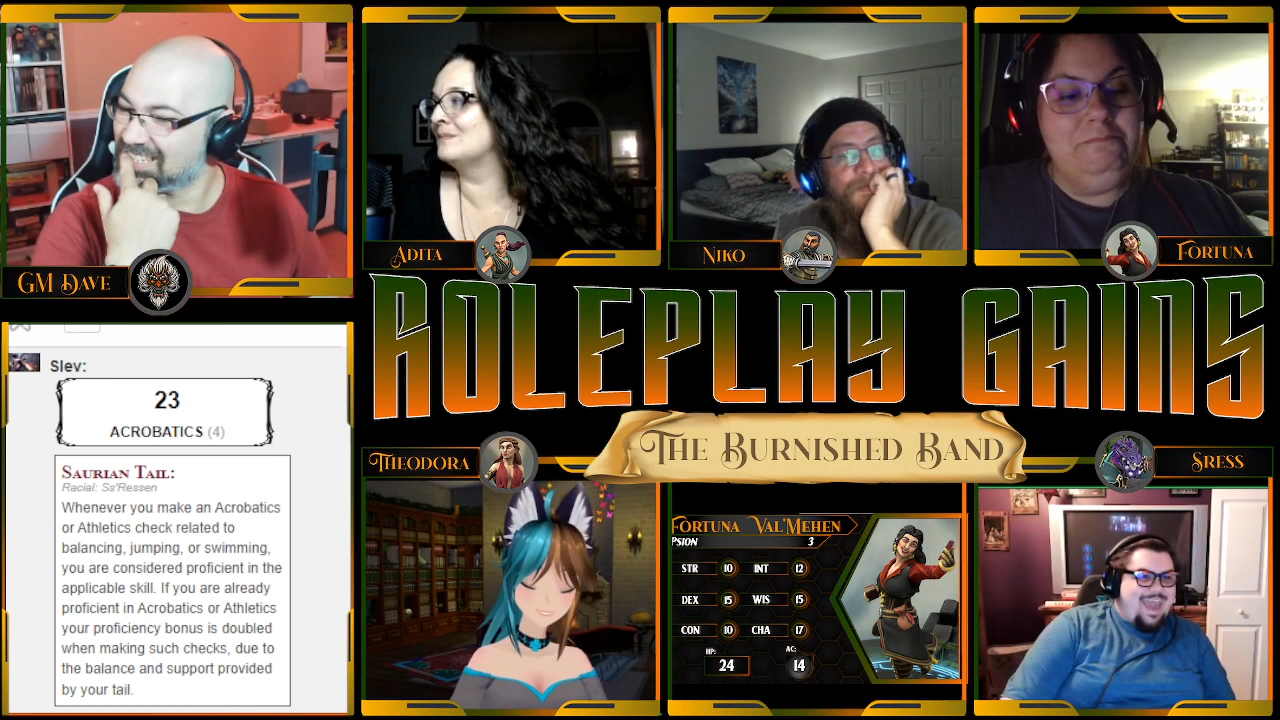 GM Dave
Adita
Niko
Fortuna
ROLEPLAY GAINS
The Burnished Band
Theodora
Sress
Slev:
23
ACROBATICS (4)
Saurian Tail:
Racial: Ss'Ressen
Whenever you make an Acrobatics
or Athletics check related to
balancing, jumping, or swimming,
you are considered proficient in the
applicable skill. If you are already
proficient in Acrobatics or Athletics
your proficiency bonus is doubled
when making such checks, due to
the balance and support provided
by your tail.
Fortuna Val'Mehen
PSION 3
STR 10 INT 12
DEX 15 WIS 15
CON 10 CHA 17
HP: AC:
24 14